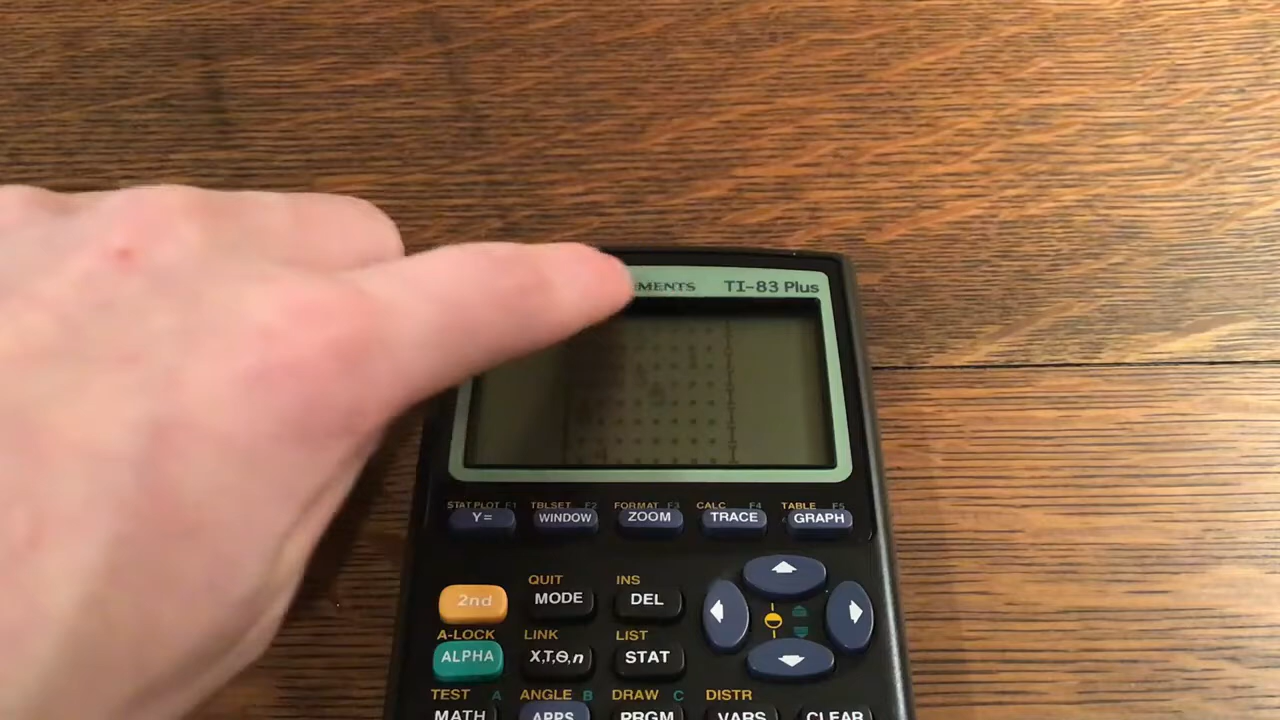 EMENTS TI-83 Plus
STAT PLOT F1 TBLSET F2 FORMAT F3 CALC F4 TABLE F5
Y= WINDOW ZOOM TRACE GRAPH
QUIT INS
2nd MODE DEL
A-LOCK LINK LIST
ALPHA X,T,Θ,n STAT
TEST A ANGLE B DRAW C DISTR
MATH APPS PRGM VARS CLEAR